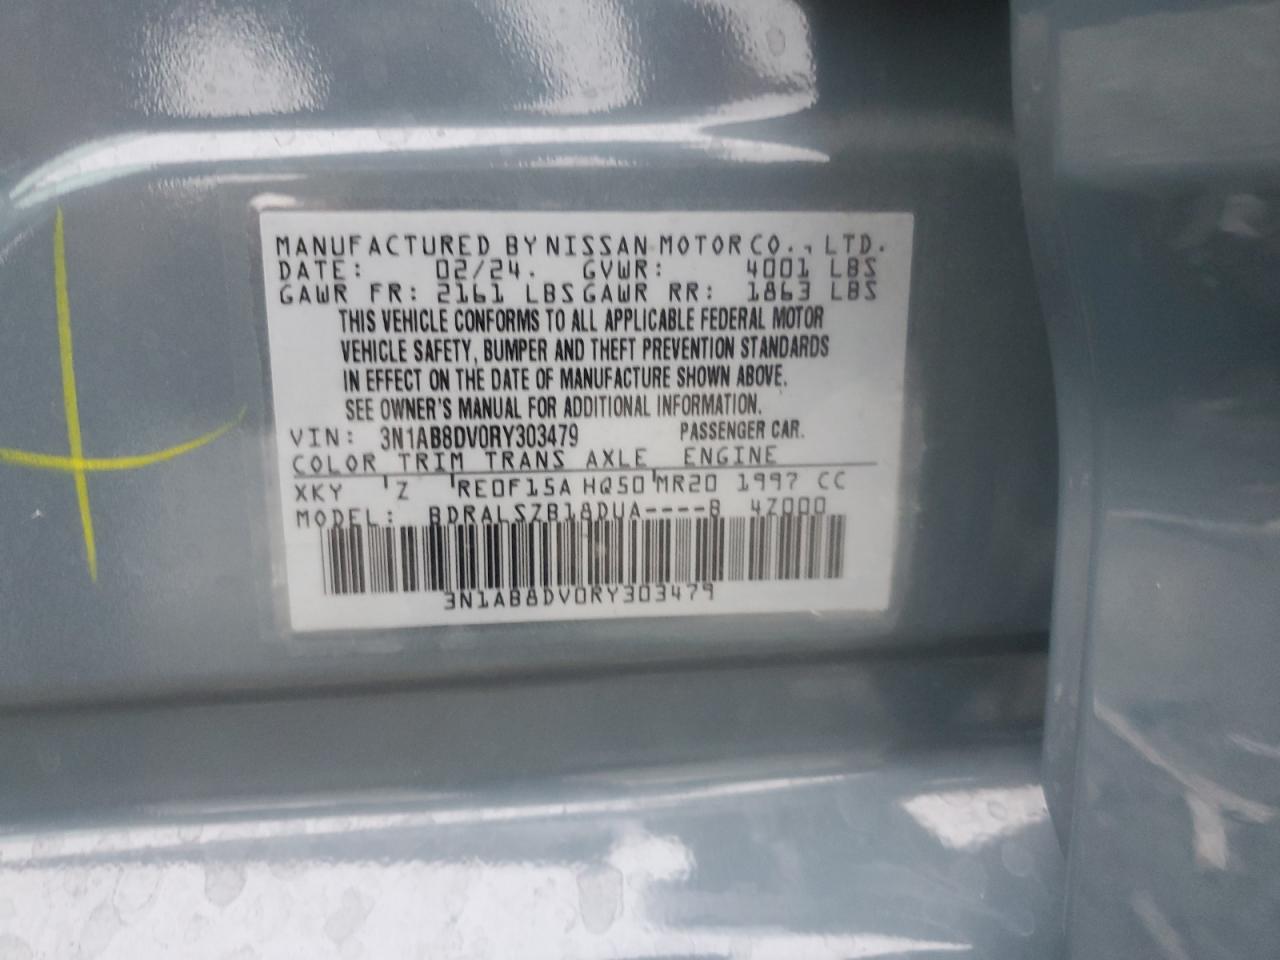 MANUFACTURED BY NISSAN MOTOR CO., LTD.
DATE: 02/24. GVWR: 4001 LBS
GAWR FR: 2161 LBS GAWR RR: 1863 LBS
THIS VEHICLE CONFORMS TO ALL APPLICABLE FEDERAL MOTOR
VEHICLE SAFETY, BUMPER AND THEFT PREVENTION STANDARDS
IN EFFECT ON THE DATE OF MANUFACTURE SHOWN ABOVE.
SEE OWNER'S MANUAL FOR ADDITIONAL INFORMATION.
VIN: 3N1AB8DV0RY303479 PASSENGER CAR.
COLOR TRIM TRANS AXLE ENGINE
XKY Z RE0F15A HQ50 MR20 1997 CC
MODEL: BDRALSZB18DUA----B 4Z000
3N1AB8DV0RY303479